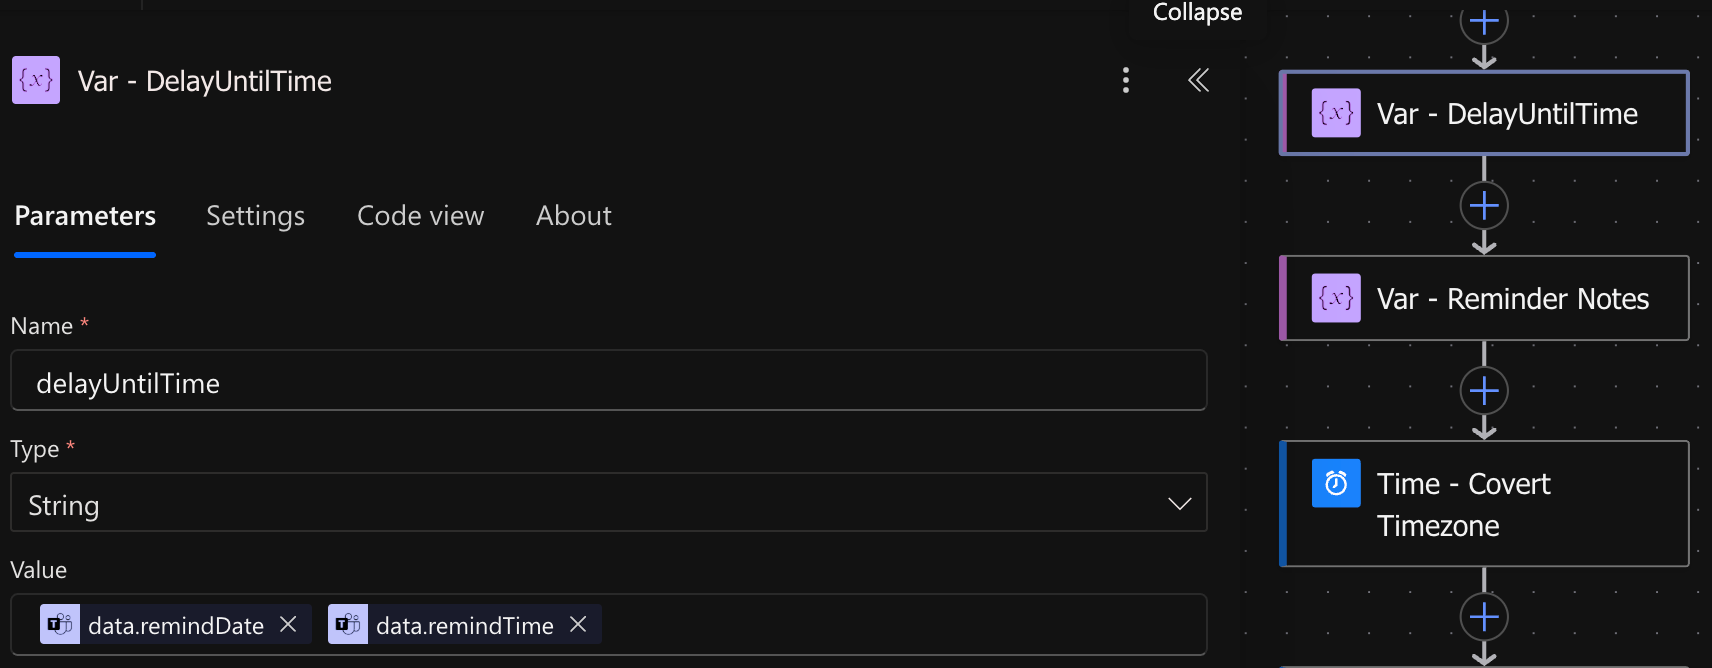 Collapse
Var - DelayUntilTime
Parameters Settings Code view About
Name *
delayUntilTime
Type *
String
Value
data.remindDate data.remindTime
{x} Var - DelayUntilTime
{x} Var - Reminder Notes
Time - Covert
Timezone